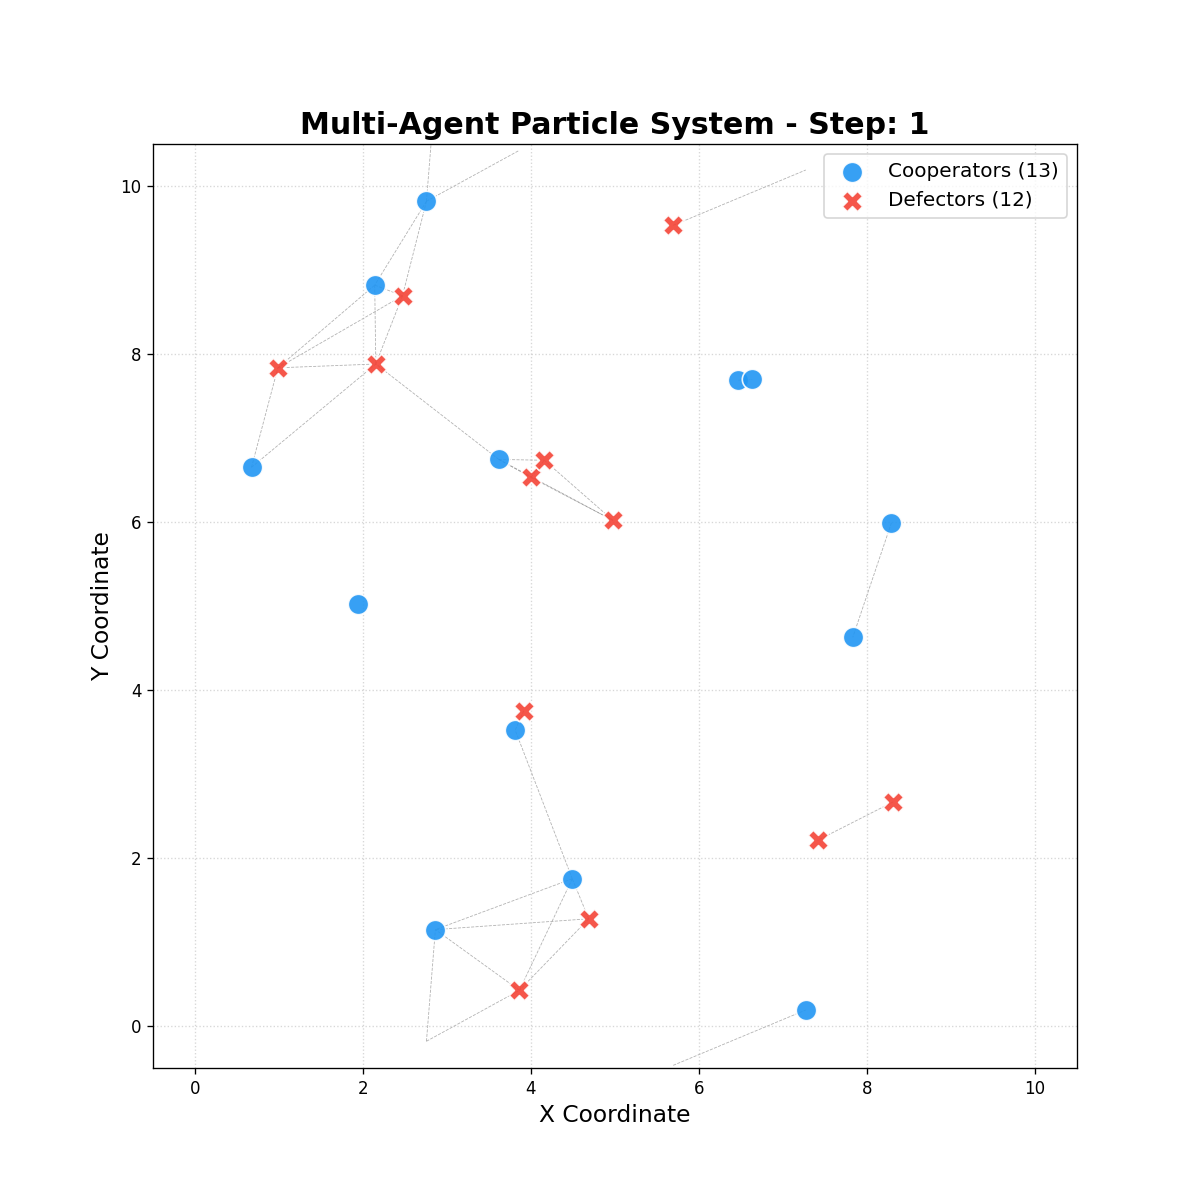 Multi-Agent Particle System - Step: 1
Cooperators (13)
Defectors (12)
10
8
6
4
2
0
Y Coordinate
0 2 4 6 8 10
X Coordinate